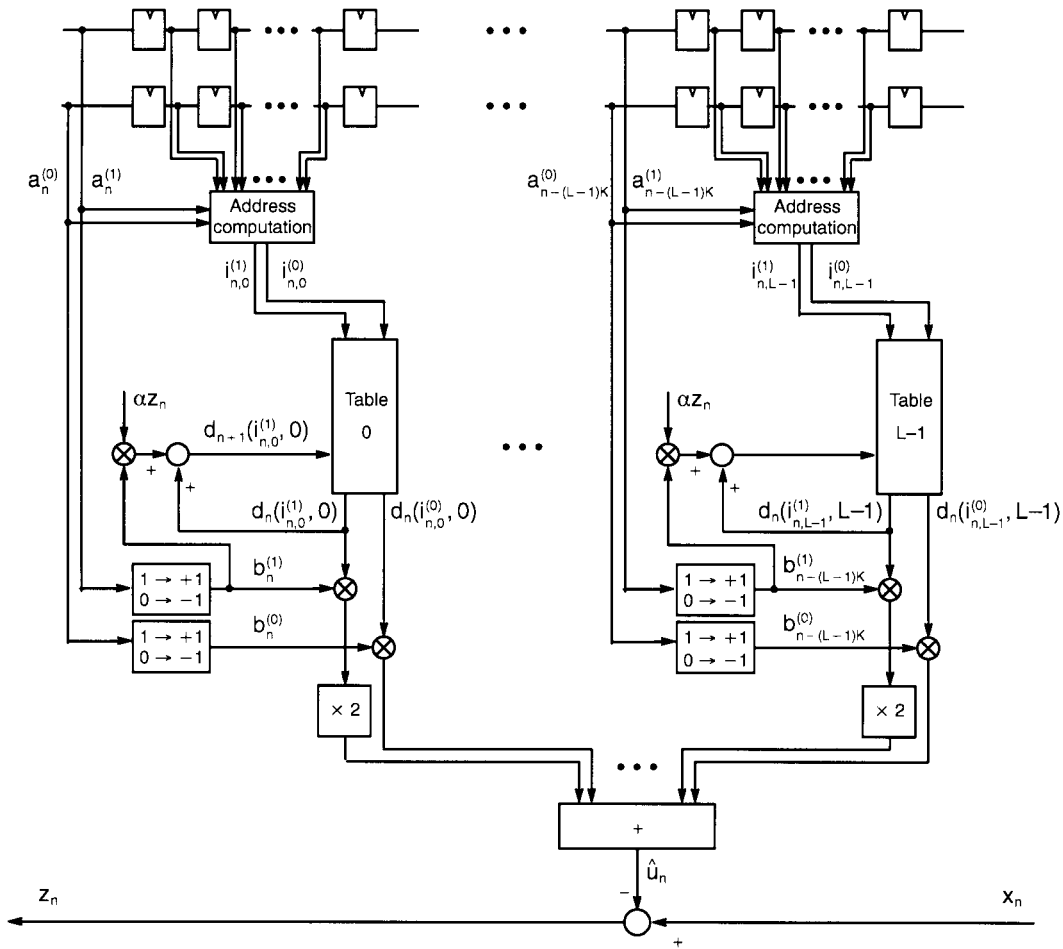 a_n^(0) a_n^(1)
a_{n-(L-1)K}^(0) a_{n-(L-1)K}^(1)
Address
computation
Address
computation
i_{n,0}^(1) i_{n,0}^(0)
i_{n,L-1}^(1) i_{n,L-1}^(0)
αz_n
Table
0
αz_n
Table
L-1
d_{n+1}(i_{n,0}^(1), 0)
+
+
+
+
d_n(i_{n,0}^(1), 0) d_n(i_{n,0}^(0), 0)
d_n(i_{n,L-1}^(1), L-1) d_n(i_{n,L-1}^(0), L-1)
1 → +1
0 → -1
b_n^(1)
1 → +1
0 → -1
b_{n-(L-1)K}^(1)
1 → +1
0 → -1
b_n^(0)
1 → +1
0 → -1
b_{n-(L-1)K}^(0)
× 2
× 2
+
û_n
−
z_n
x_n
+